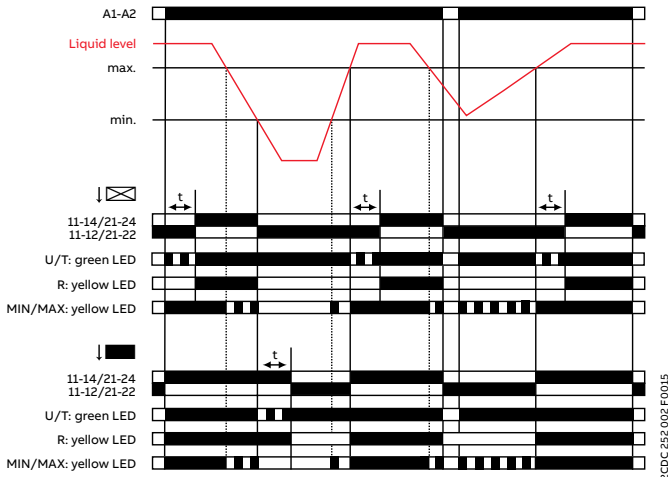 A1-A2
Liquid level
max.
min.
t t t
11-14/21-24
11-12/21-22
U/T: green LED
R: yellow LED
MIN/MAX: yellow LED
t
11-14/21-24
11-12/21-22
U/T: green LED
R: yellow LED
MIN/MAX: yellow LED
2CDC 252 002 F0015